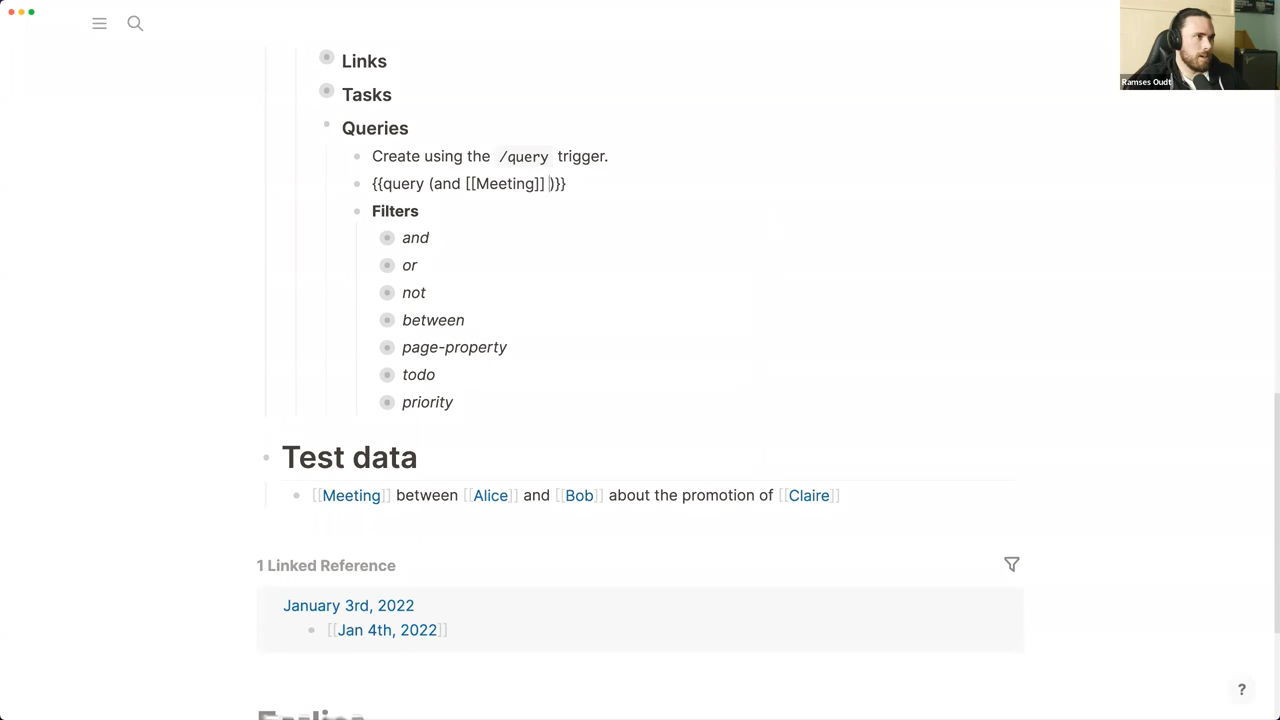 Links
Tasks
Queries
Create using the /query trigger.
{{query (and [[Meeting]] )}}
Filters
and
or
not
between
page-property
todo
priority
Test data
[[Meeting]] between [[Alice]] and [[Bob]] about the promotion of [[Claire]]
1 Linked Reference
January 3rd, 2022
[[Jan 4th, 2022]]
Ramses Oudt
?